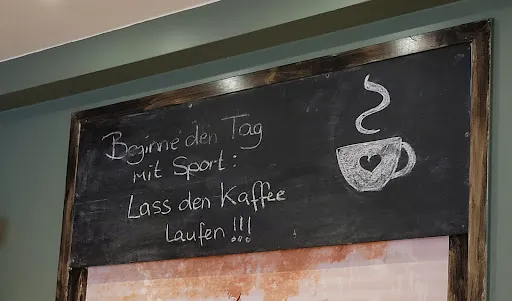 Beginne den Tag
mit Sport:
Lass den Kaffee
Laufen !!!